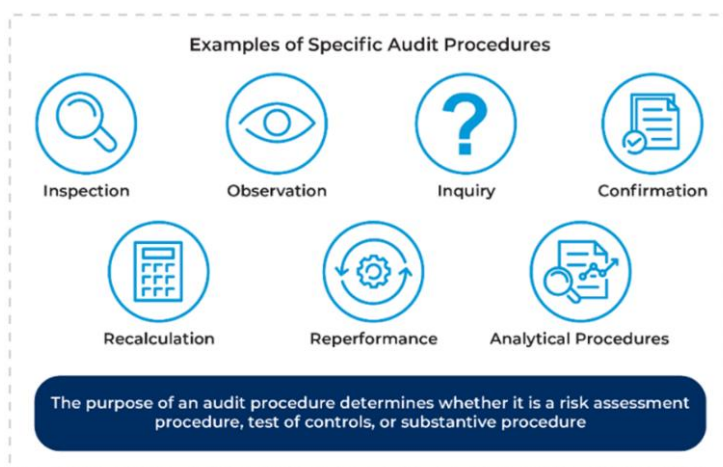 Examples of Specific Audit Procedures
Inspection
Observation
Inquiry
Confirmation
Recalculation
Reperformance
Analytical Procedures
The purpose of an audit procedure determines whether it is a risk assessment
procedure, test of controls, or substantive procedure